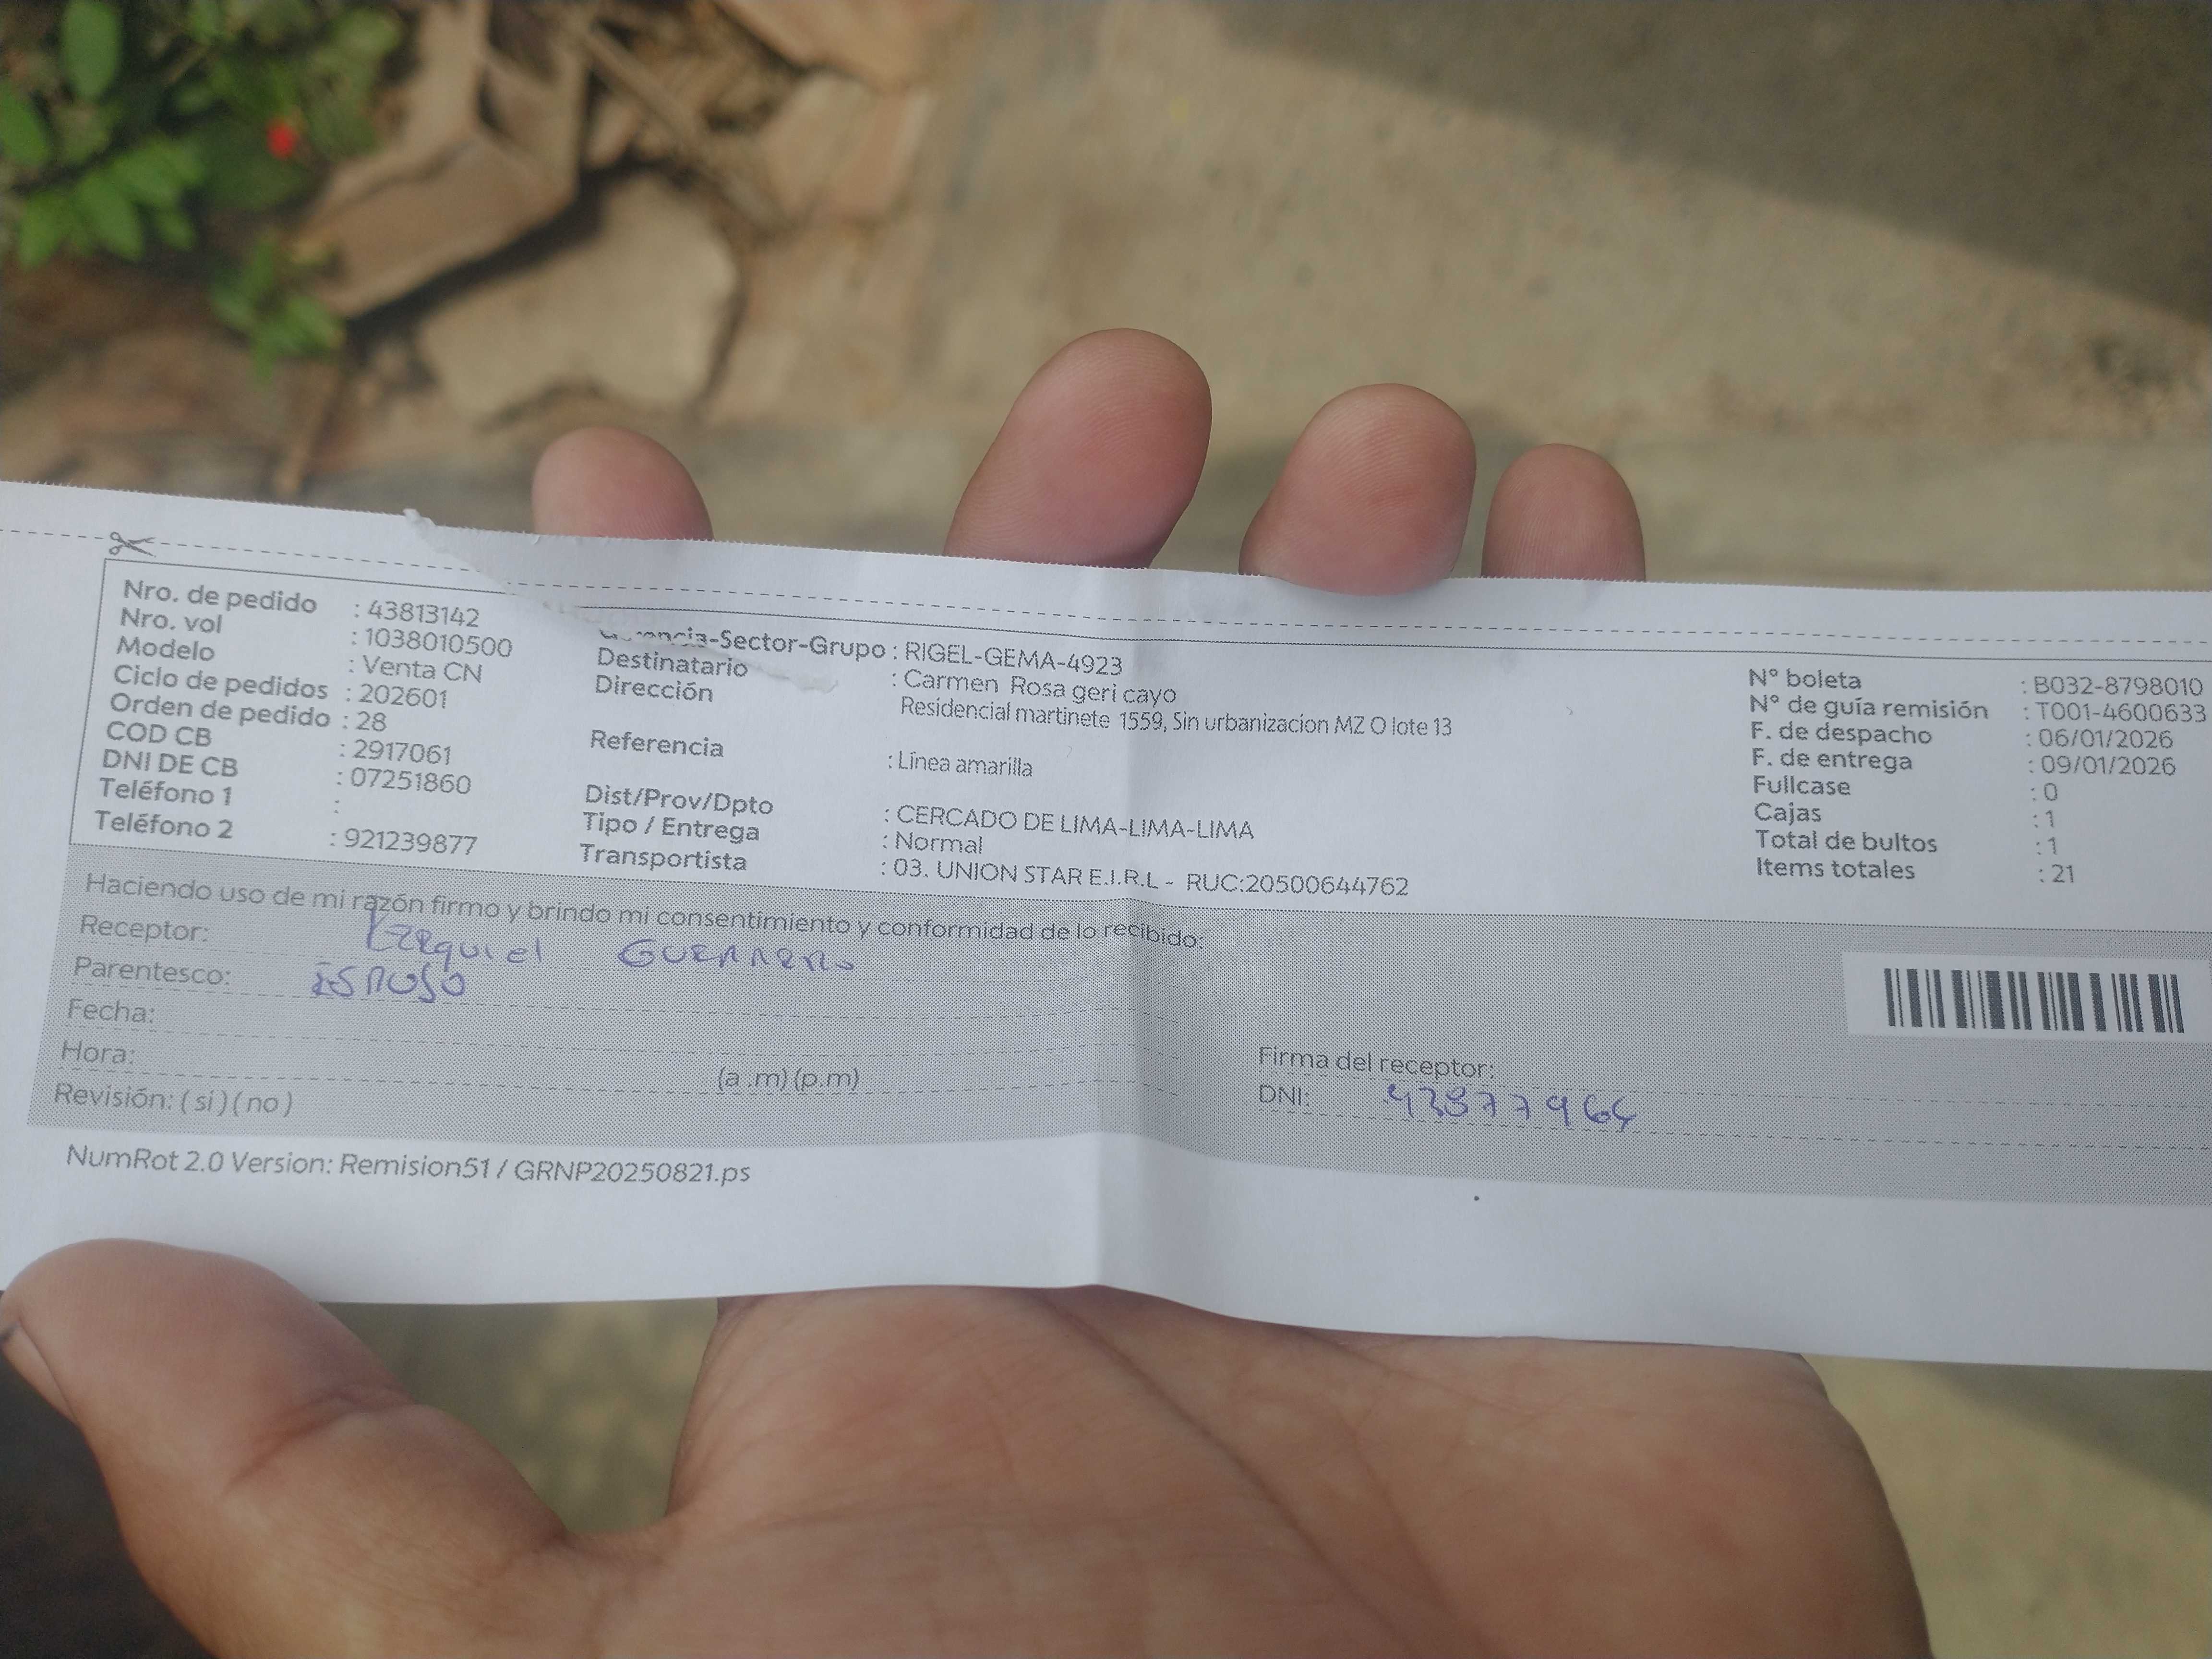 Nro. de pedido : 43813142
Nro. vol : 1038010500
Modelo : Venta CN
Ciclo de pedidos : 202601
Orden de pedido : 28
COD CB : 2917061
DNI DE CB : 07251860
Teléfono 1 :
Teléfono 2 : 921239877
-Sector-Grupo : RIGEL-GEMA-4923
Destinatario : Carmen Rosa geri cayo
Dirección Residencial martinete 1559, Sin urbanizacion MZ O lote 13
Referencia : Línea amarilla
Dist/Prov/Dpto : CERCADO DE LIMA-LIMA-LIMA
Tipo / Entrega : Normal
Transportista : 03. UNION STAR E.I.R.L - RUC:20500644762
N° boleta : B032-8798010
N° de guía remisión : T001-4600633
F. de despacho : 06/01/2026
F. de entrega : 09/01/2026
Fullcase : 0
Cajas : 1
Total de bultos : 1
Items totales : 21
Haciendo uso de mi razón firmo y brindo mi consentimiento y conformidad de lo recibido:
Receptor: Ezequiel GUERRERO
Parentesco: ESPOSO
Fecha:
Hora: (a .m) (p.m)
Revisión: ( si ) ( no )
Firma del receptor:
DNI:
NumRot 2.0 Version: Remision51 / GRNP20250821.ps